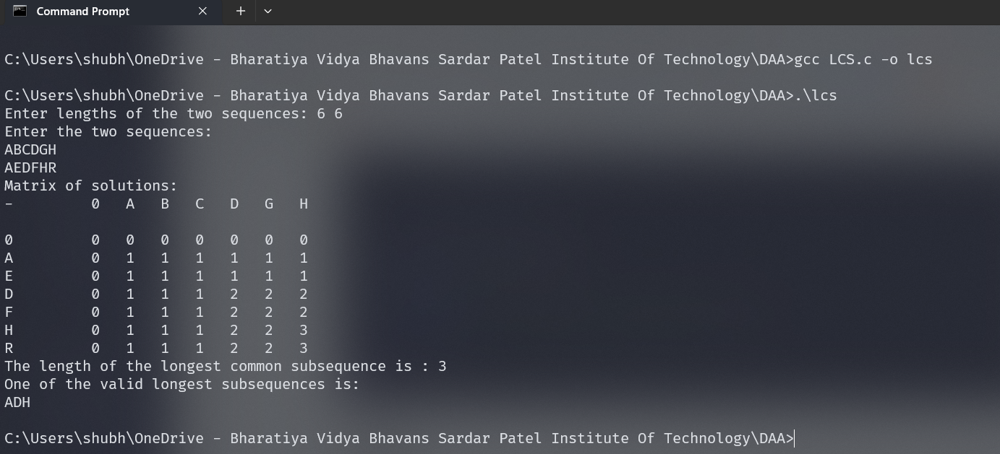 Command Prompt
C:\Users\shubh\OneDrive - Bharatiya Vidya Bhavans Sardar Patel Institute Of Technology\DAA>gcc LCS.c -o lcs
C:\Users\shubh\OneDrive - Bharatiya Vidya Bhavans Sardar Patel Institute Of Technology\DAA>.\lcs
Enter lengths of the two sequences: 6 6
Enter the two sequences:
ABCDGH
AEDFHR
Matrix of solutions:
-         0   A   B   C   D   G   H
0         0   0   0   0   0   0   0
A         0   1   1   1   1   1   1
E         0   1   1   1   1   1   1
D         0   1   1   1   2   2   2
F         0   1   1   1   2   2   2
H         0   1   1   1   2   2   3
R         0   1   1   1   2   2   3
The length of the longest common subsequence is : 3
One of the valid longest subsequences is:
ADH
C:\Users\shubh\OneDrive - Bharatiya Vidya Bhavans Sardar Patel Institute Of Technology\DAA>